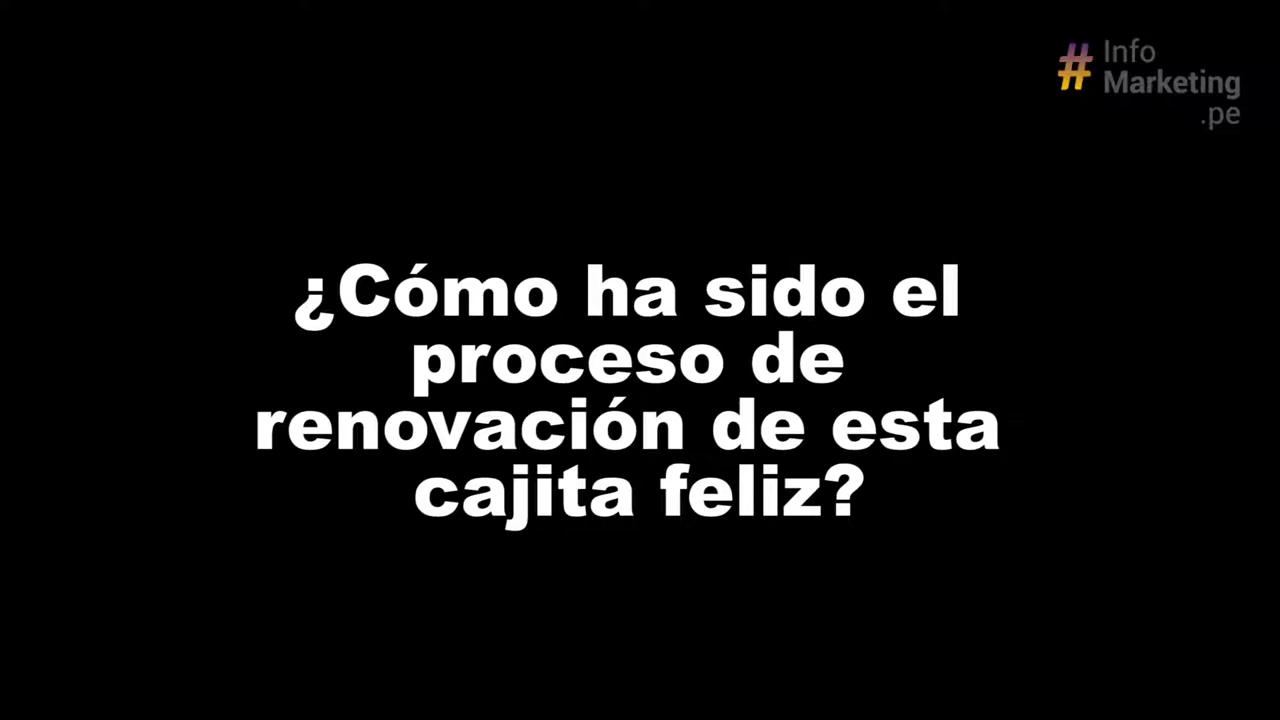 # Info
Marketing
.pe
¿Cómo ha sido el
proceso de
renovación de esta
cajita feliz?